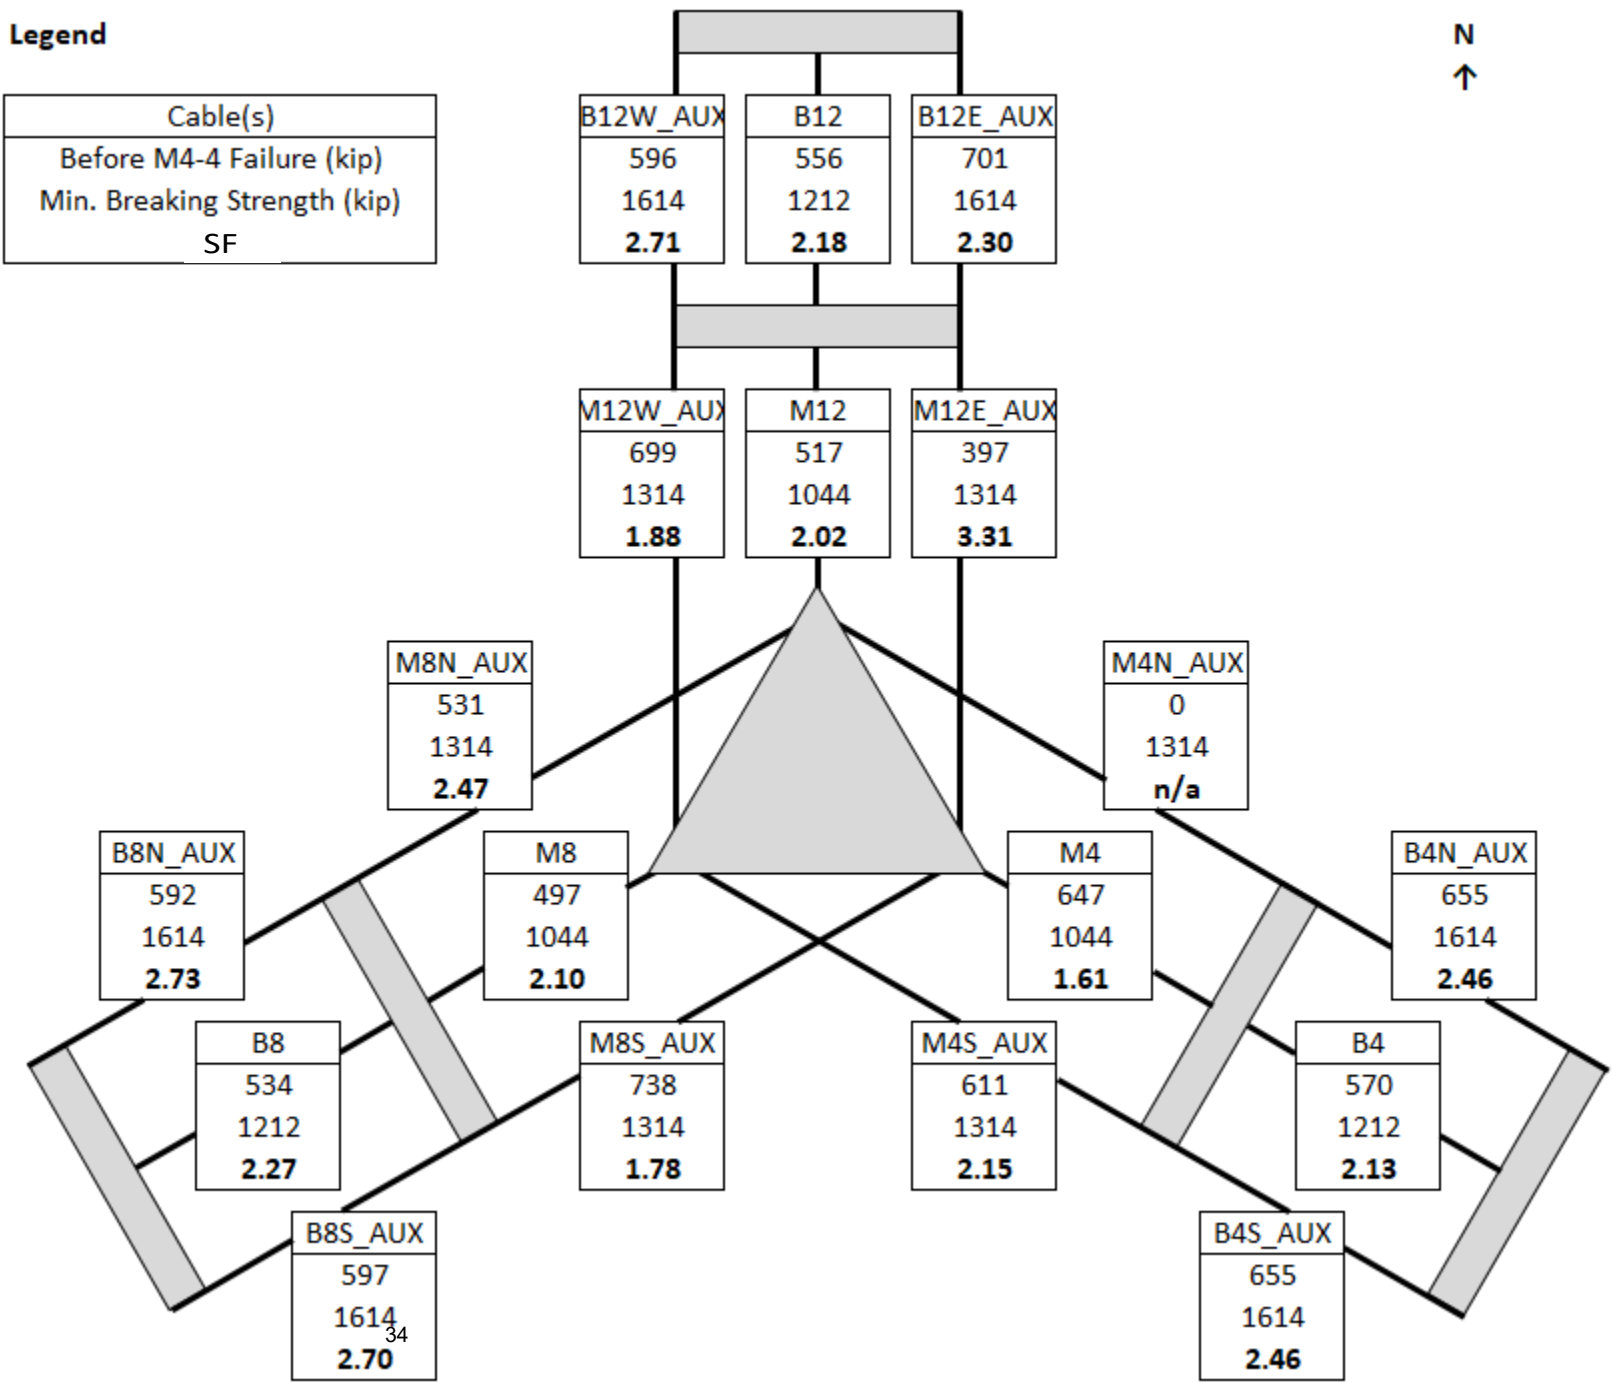 Legend
N
↑
Cable(s)
Before M4-4 Failure (kip)
Min. Breaking Strength (kip)
SF
B12W_AUX
596
1614
2.71
B12
556
1212
2.18
B12E_AUX
701
1614
2.30
M12W_AUX
699
1314
1.88
M12
517
1044
2.02
M12E_AUX
397
1314
3.31
M8N_AUX
531
1314
2.47
M4N_AUX
0
1314
n/a
B8N_AUX
592
1614
2.73
M8
497
1044
2.10
M4
647
1044
1.61
B4N_AUX
655
1614
2.46
B8
534
1212
2.27
M8S_AUX
738
1314
1.78
M4S_AUX
611
1314
2.15
B4
570
1212
2.13
B8S_AUX
597
1614
34
2.70
B4S_AUX
655
1614
2.46